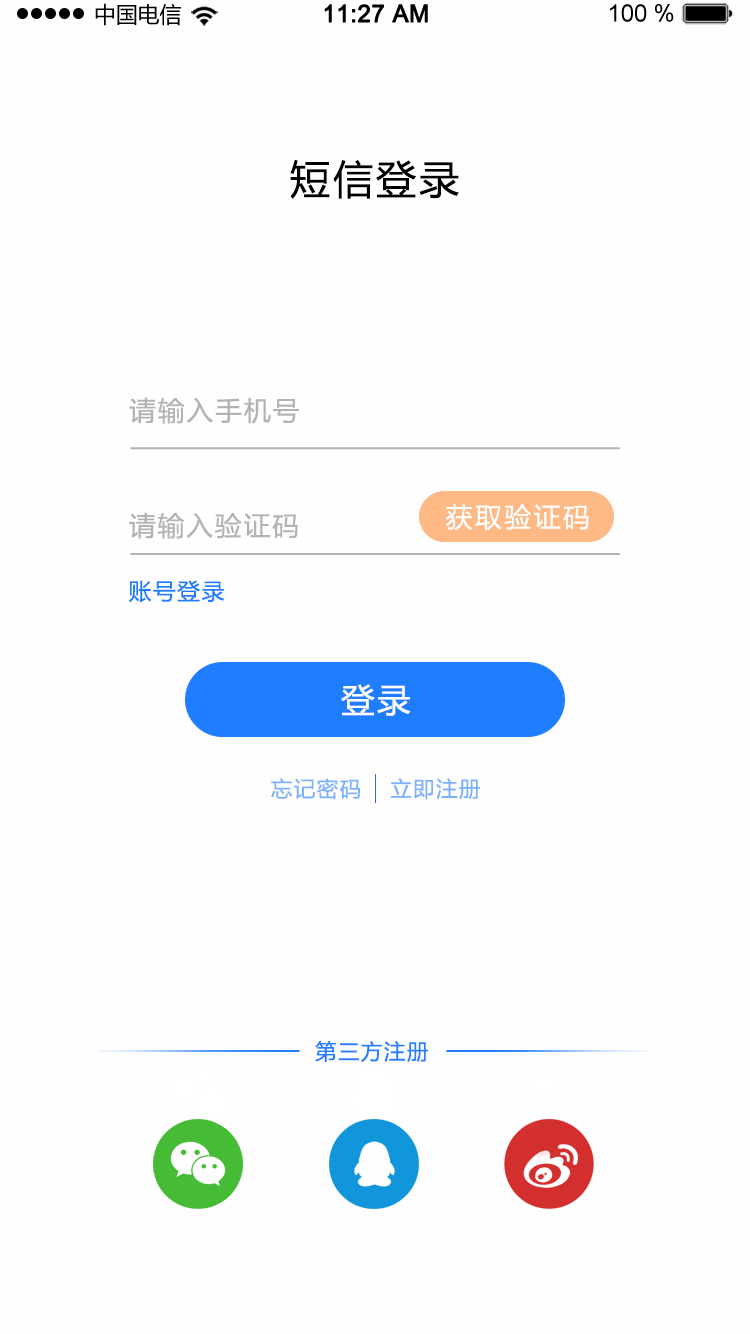 中国电信 11:27 AM 100 %
短信登录
请输入手机号
请输入验证码 获取验证码
账号登录
登录
忘记密码 | 立即注册
第三方注册